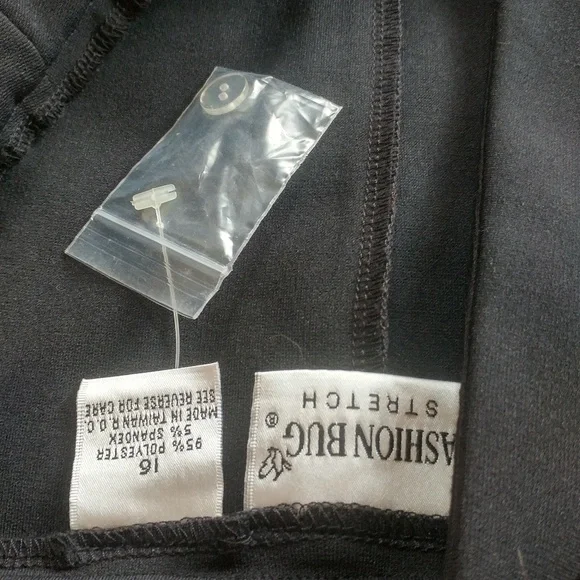 16
95% POLYESTER
5% SPANDEX
MADE IN TAIWAN R.O.C.
SEE REVERSE FOR CARE
ASHION BUG ®
STRETCH